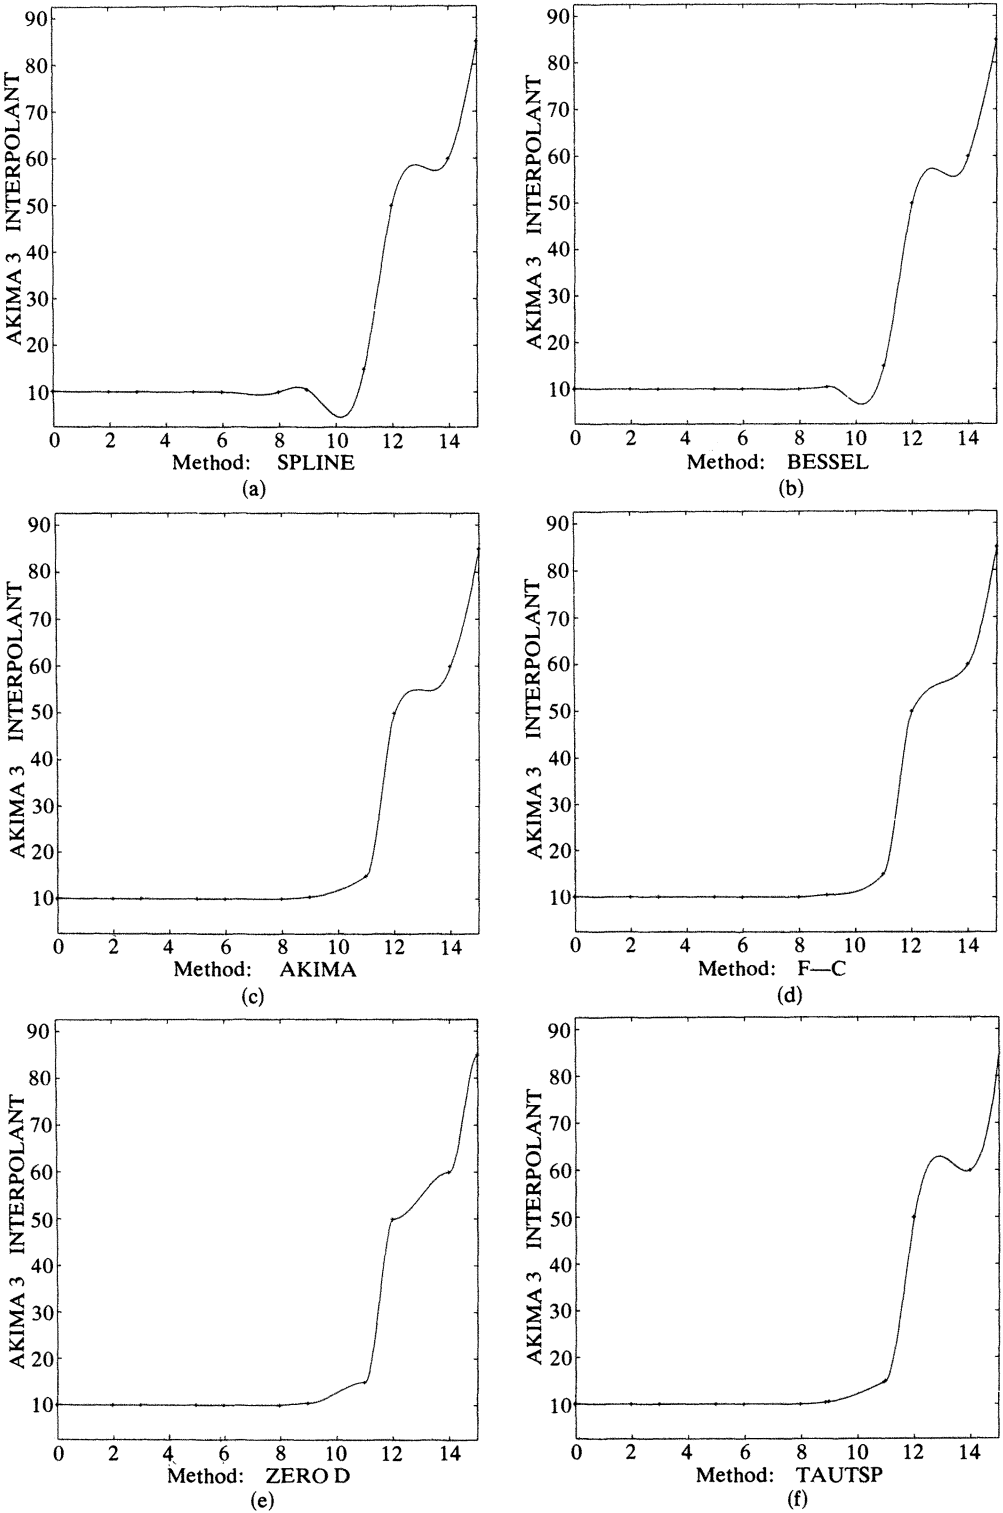 90
80
70
60
50
40
30
20
10
AKIMA 3 INTERPOLANT
0 2 4 6 8 10 12 14
Method: SPLINE
(a)
90
80
70
60
50
40
30
20
10
AKIMA 3 INTERPOLANT
0 2 4 6 8 10 12 14
Method: BESSEL
(b)
90
80
70
60
50
40
30
20
10
AKIMA 3 INTERPOLANT
0 2 4 6 8 10 12 14
Method: AKIMA
(c)
90
80
70
60
50
40
30
20
10
AKIMA 3 INTERPOLANT
0 2 4 6 8 10 12 14
Method: F—C
(d)
90
80
70
60
50
40
30
20
10
AKIMA 3 INTERPOLANT
0 2 4 6 8 10 12 14
Method: ZERO D
(e)
90
80
70
60
50
40
30
20
10
AKIMA 3 INTERPOLANT
0 2 4 6 8 10 12 14
Method: TAUTSP
(f)